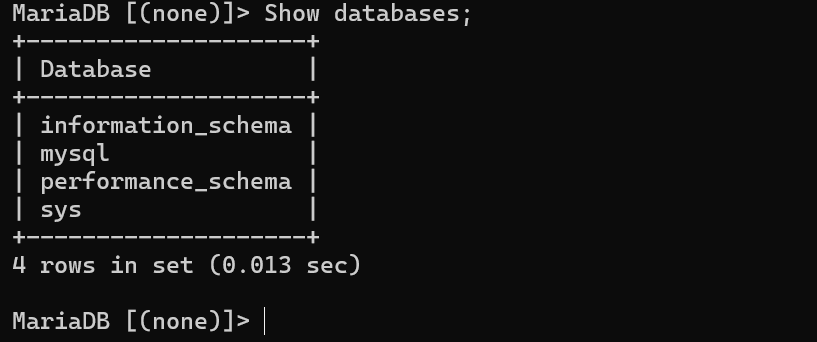 MariaDB [(none)]> Show databases;
+--------------------+
| Database           |
+--------------------+
| information_schema |
| mysql              |
| performance_schema |
| sys                |
+--------------------+
4 rows in set (0.013 sec)

MariaDB [(none)]>